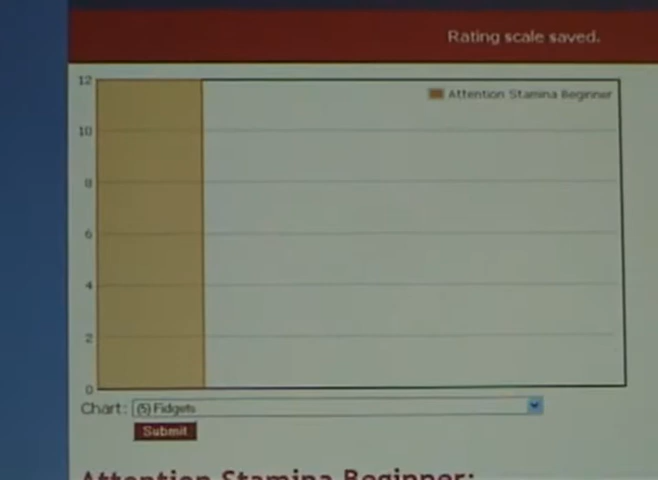 Rating scale saved.
12
Attention Stamina Beginner
10
8
6
4
2
0
Chart: (5) Fidgets
Submit
Attention Stamina Beginner: